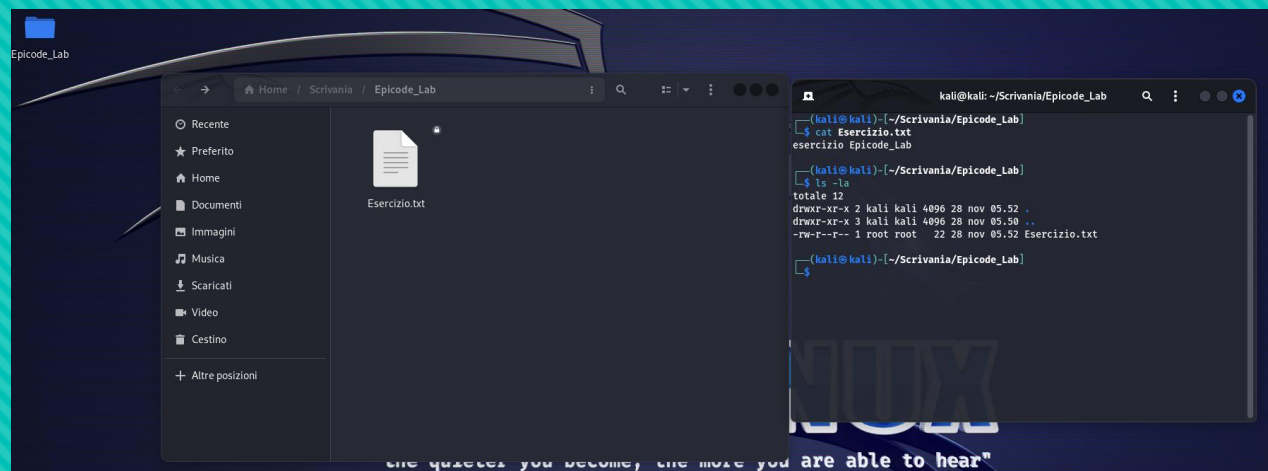 Epicode_Lab
Home / Scrivania / Epicode_Lab
Recente
Preferito
Home
Documenti
Immagini
Musica
Scaricati
Video
Cestino
+ Altre posizioni
Esercizio.txt
kali@kali: ~/Scrivania/Epicode_Lab
┌──(kali㉿kali)-[~/Scrivania/Epicode_Lab]
└─$ cat Esercizio.txt
esercizio Epicode_Lab
┌──(kali㉿kali)-[~/Scrivania/Epicode_Lab]
└─$ ls -la
totale 12
drwxr-xr-x 2 kali kali 4096 28 nov 05.52 .
drwxr-xr-x 3 kali kali 4096 28 nov 05.50 ..
-rw-r--r-- 1 root root   22 28 nov 05.52 Esercizio.txt
┌──(kali㉿kali)-[~/Scrivania/Epicode_Lab]
└─$
NUX
the quieter you become, the more you are able to hear"